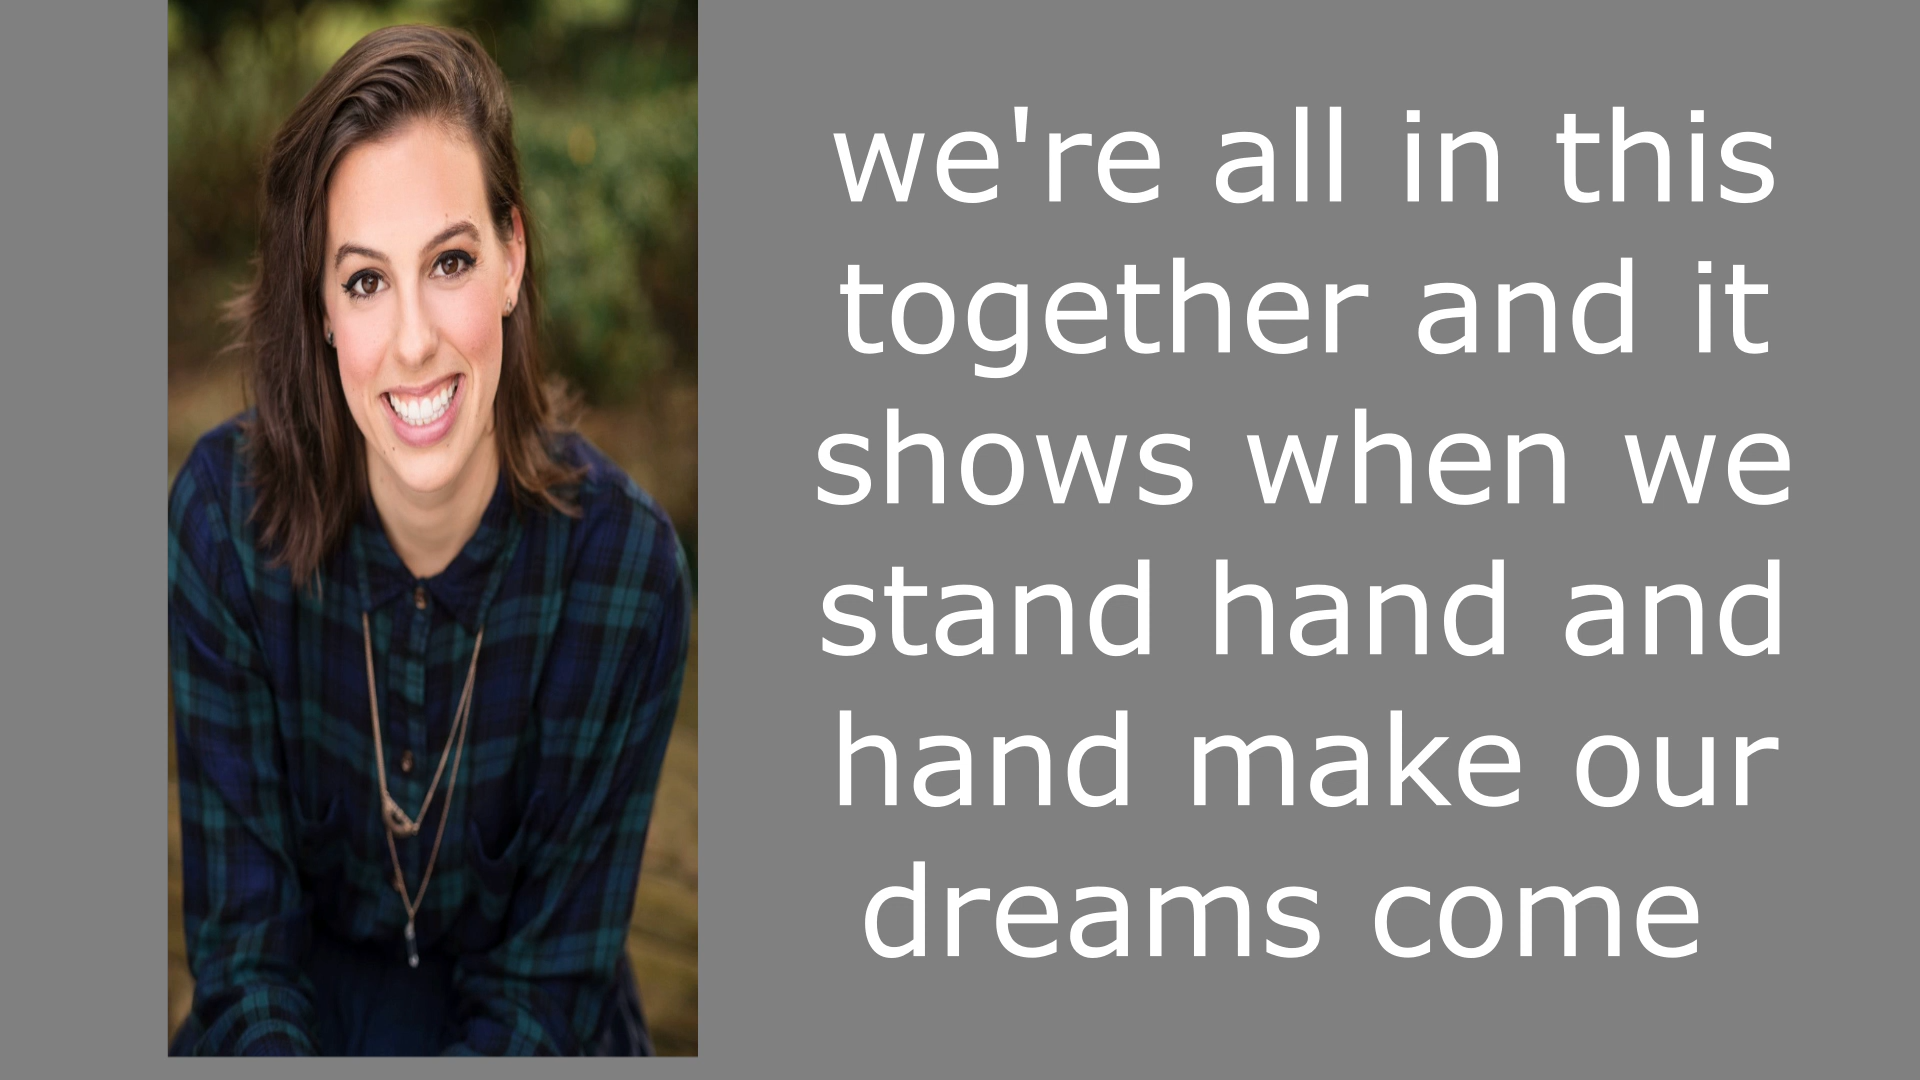 we're all in this
together and it
shows when we
stand hand and
hand make our
dreams come